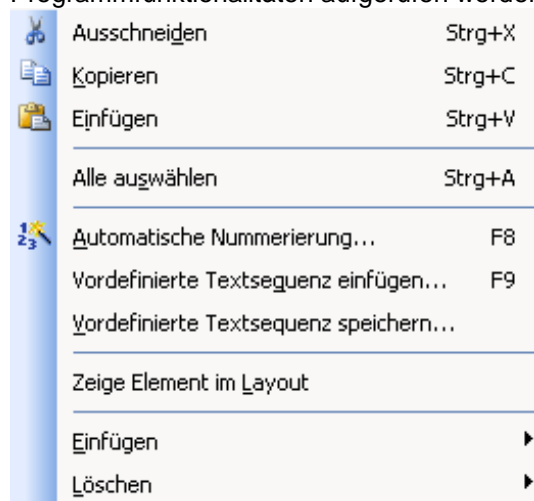 Programmfunktionalitäten aufgerufen
Ausschneiden Strg+X
Kopieren Strg+C
Einfügen Strg+V
Alle auswählen Strg+A
Automatische Nummerierung... F8
Vordefinierte Textsequenz einfügen... F9
Vordefinierte Textsequenz speichern...
Zeige Element im Layout
Einfügen
Löschen